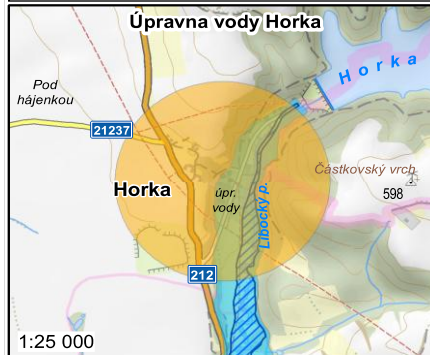 Úpravna vody Horka
Horka
Pod
hájenkou
21237
Částkovský vrch
598
Horka
úpr.
vody
Libocký p.
212
1:25 000